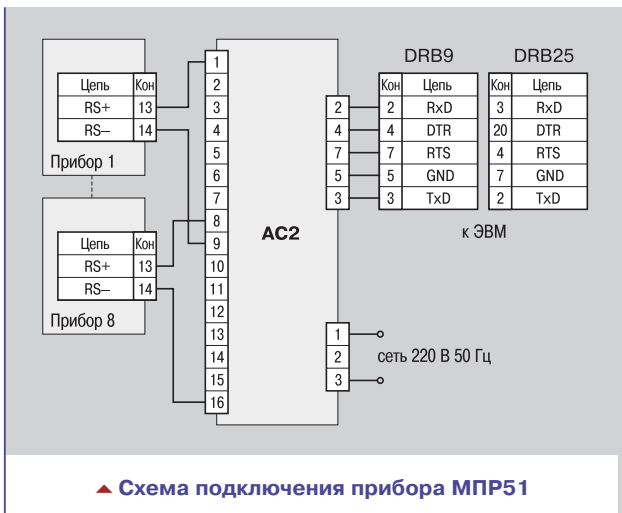 DRB9 DRB25
Цепь Кон
RS+ 13
RS– 14
Прибор 1
Цепь Кон
RS+ 13
RS– 14
Прибор 8
1
2
3
4
5
6
7
8
9
10
11
12
13
14
15
16
AC2
2
4
7
5
3
1
2
3
Кон Цепь
2 RxD
4 DTR
7 RTS
5 GND
3 TxD
Кон Цепь
3 RxD
20 DTR
4 RTS
7 GND
2 TxD
к ЭВМ
сеть 220 В 50 Гц
Схема подключения прибора МПР51